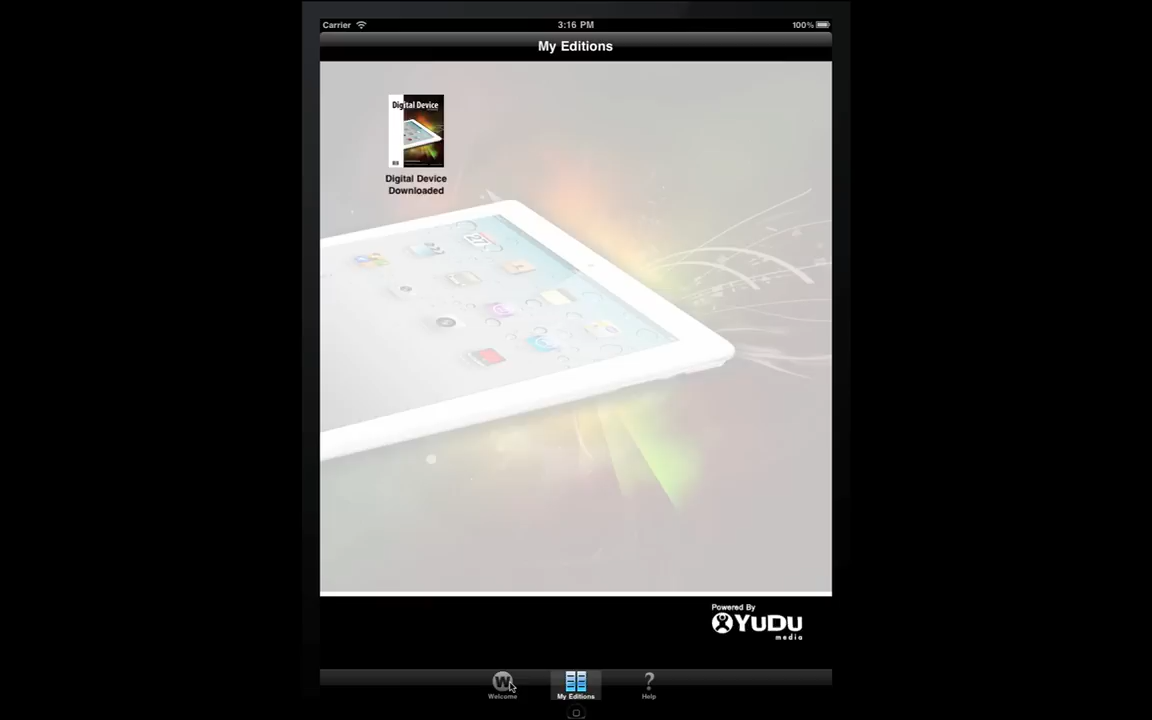 Carrier
3:16 PM
100%
My Editions
Digital Device
Digital Device
Downloaded
27
Powered By
YUDU
media
W
Welcome
My Editions
?
Help